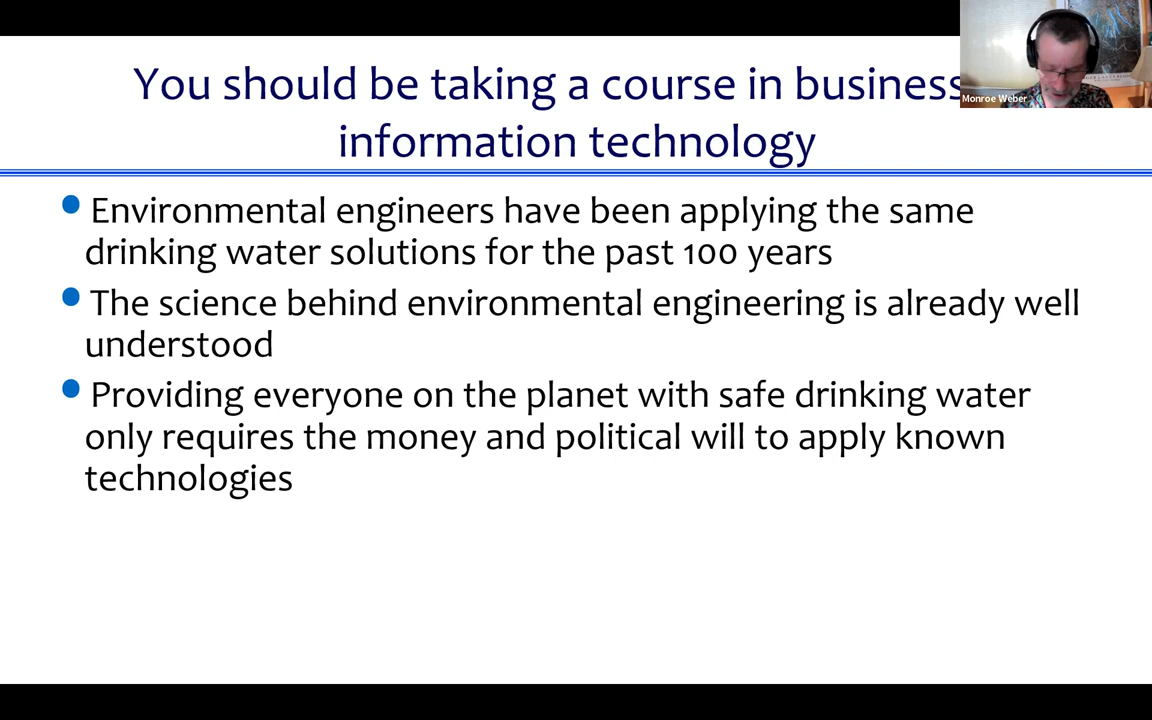 You should be taking a course in business
information technology
Monroe Weber
Environmental engineers have been applying the same
drinking water solutions for the past 100 years
The science behind environmental engineering is already well
understood
Providing everyone on the planet with safe drinking water
only requires the money and political will to apply known
technologies